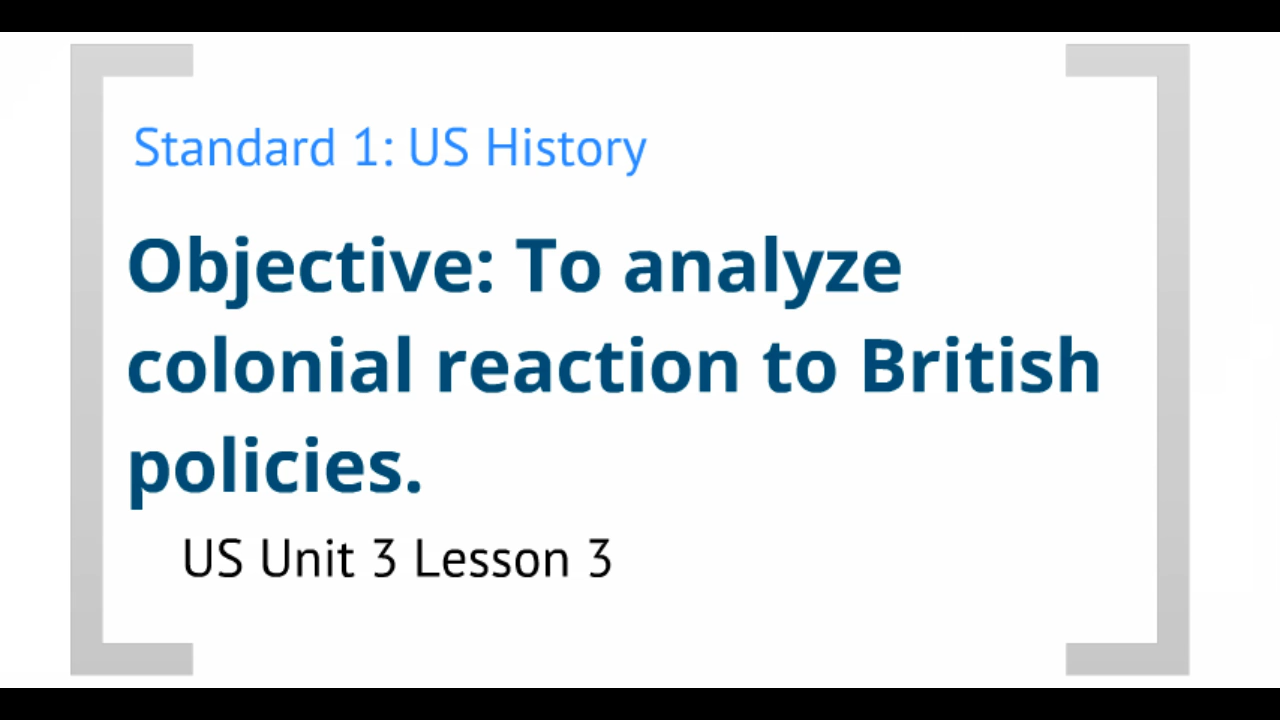 Standard 1: US History
Objective: To analyze
colonial reaction to British
policies.
US Unit 3 Lesson 3